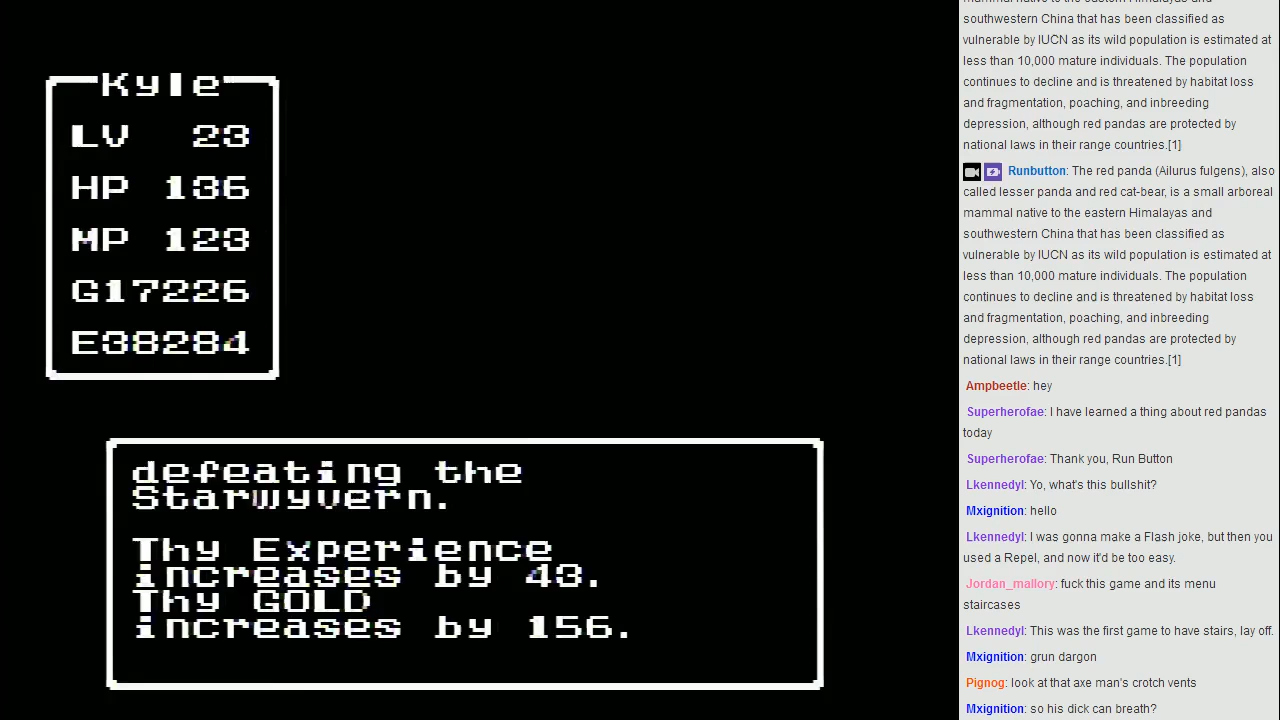 Kyle
LV 23
HP 136
MP 123
G17226
E38284
defeating the
Starwyvern.
Thy Experience
increases by 43.
Thy GOLD
increases by 156.
mammal native to the eastern Himalayas and
southwestern China that has been classified as
vulnerable by IUCN as its wild population is estimated at
less than 10,000 mature individuals. The population
continues to decline and is threatened by habitat loss
and fragmentation, poaching, and inbreeding
depression, although red pandas are protected by
national laws in their range countries.[1]
Runbutton: The red panda (Ailurus fulgens), also
called lesser panda and red cat-bear, is a small arboreal
mammal native to the eastern Himalayas and
southwestern China that has been classified as
vulnerable by IUCN as its wild population is estimated at
less than 10,000 mature individuals. The population
continues to decline and is threatened by habitat loss
and fragmentation, poaching, and inbreeding
depression, although red pandas are protected by
national laws in their range countries.[1]
Ampbeetle: hey
Superherofae: I have learned a thing about red pandas
today
Superherofae: Thank you, Run Button
Lkennedyl: Yo, what's this bullshit?
Mxignition: hello
Lkennedyl: I was gonna make a Flash joke, but then you
used a Repel, and now it'd be too easy.
Jordan_mallory: fuckin this game and its menu
staircases
Lkennedyl: This was the first game to have stairs, lay off.
Mxignition: grun dargon
Pignog: look at that axe man's crotch vents
Mxignition: so his dick can breath?